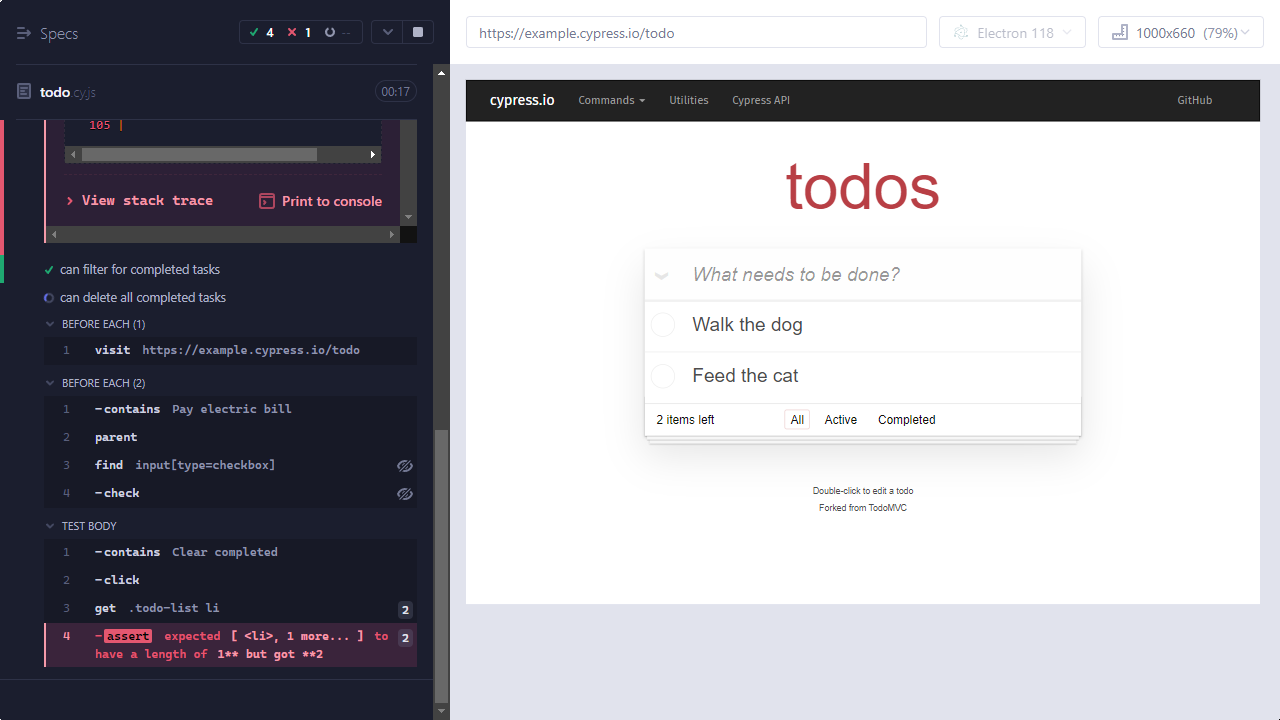 Specs
4 1 --
todo.cy.js 00:17
105 |
View stack trace Print to console
can filter for completed tasks
can delete all completed tasks
BEFORE EACH (1)
1 visit https://example.cypress.io/todo
BEFORE EACH (2)
1 -contains Pay electric bill
2 parent
3 find input[type=checkbox]
4 -check
TEST BODY
1 -contains Clear completed
2 -click
3 get .todo-list li 2
4 -assert expected [ <li>, 1 more... ] to 2
have a length of 1** but got **2
https://example.cypress.io/todo
Electron 118
1000x660 (79%)
cypress.io Commands Utilities Cypress API GitHub
todos
What needs to be done?
Walk the dog
Feed the cat
2 items left All Active Completed
Double-click to edit a todo
Forked from TodoMVC